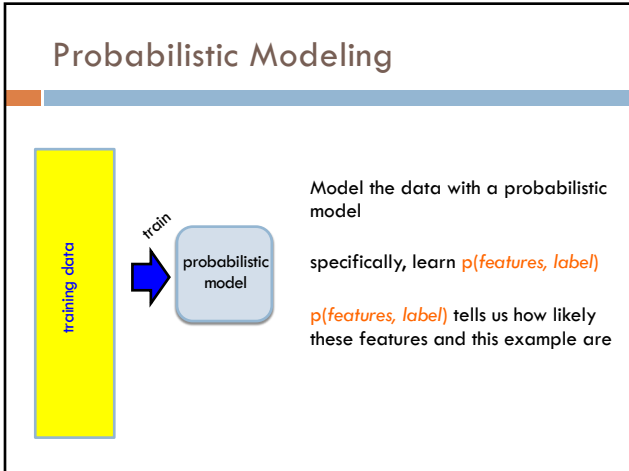 Probabilistic Modeling
training data
train
probabilistic
model
Model the data with a probabilistic
model
specifically, learn p(features, label)
p(features, label) tells us how likely
these features and this example are